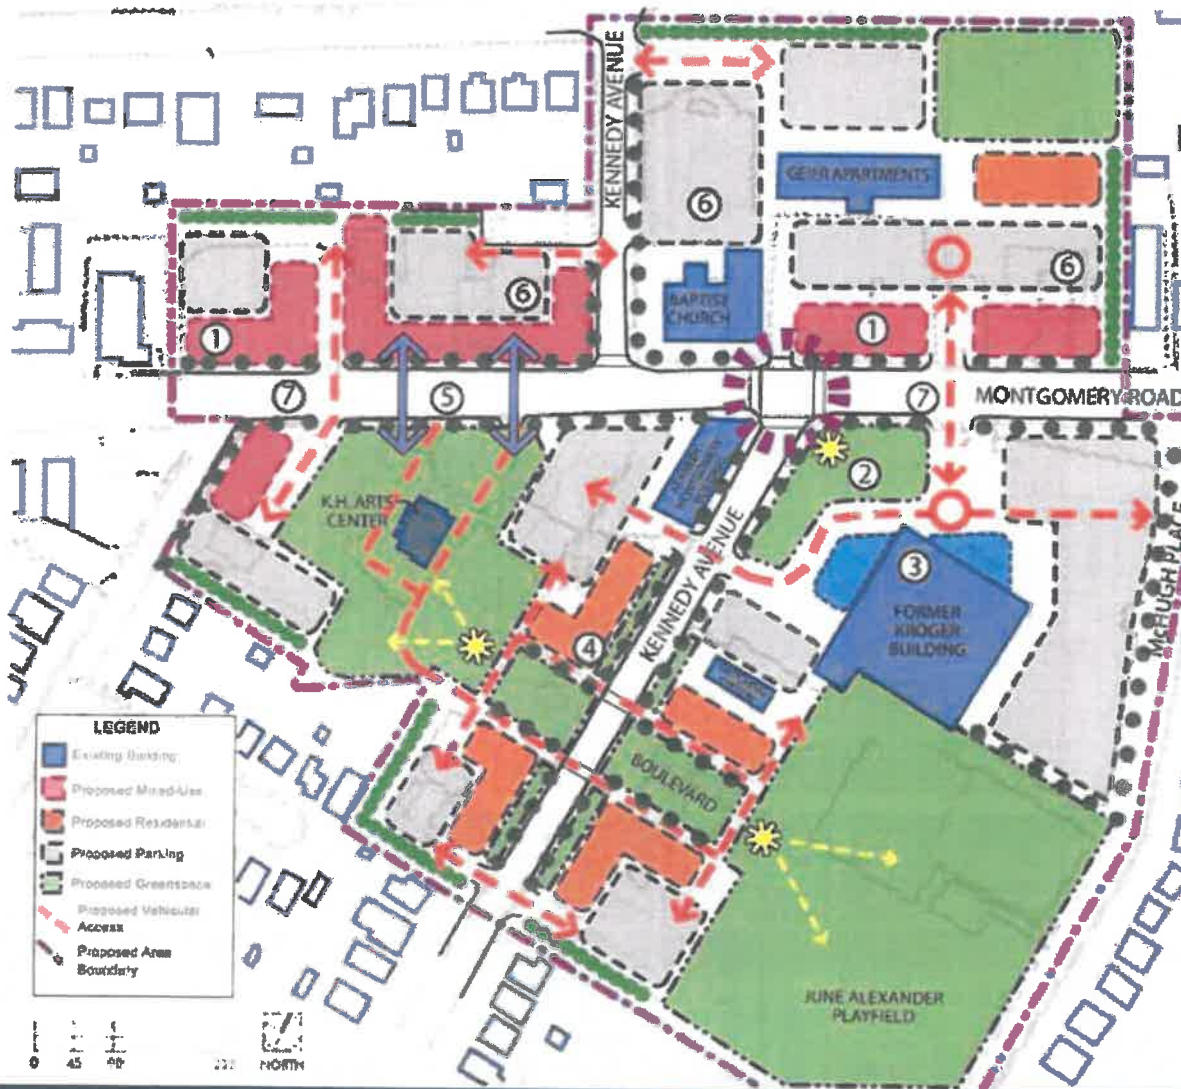 KENNEDY AVENUE
GEIER APARTMENTS
6
6
6
BAPTIST
CHURCH
1
1
7
5
7
MONTGOMERY ROAD
2
K.H. ARTS
CENTER
KENNEDY AVENUE
3
FORMER
KROGER
BUILDING
McHUGH PLACE
4
BOULEVARD
JUNE ALEXANDER
PLAYFIELD
LEGEND
Existing Building
Proposed Mixed-Use
Proposed Residential
Proposed Parking
Proposed Greenspace
Proposed Vehicular
Access
Proposed Area
Boundary
0
45
90
NORTH